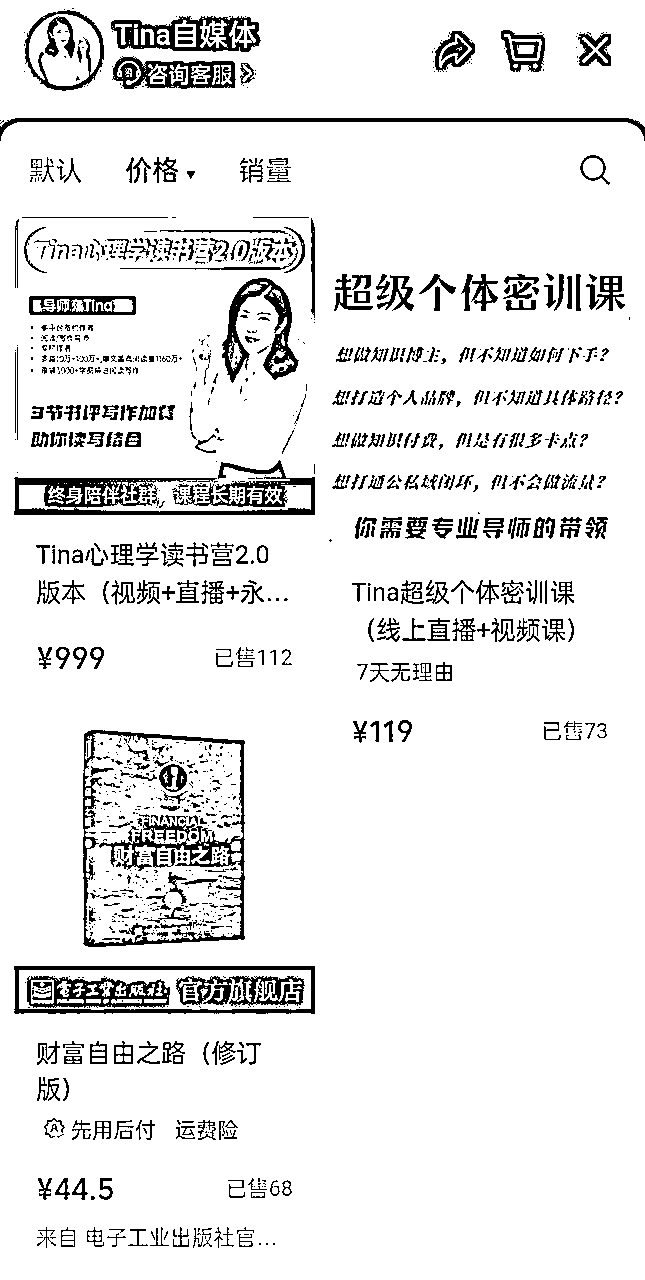 Tina自媒体
咨询客服
默认
价格
销量
Tina心理学读书营2.0版本
3节书评写作加餐
助你读写结合
终身陪伴社群，课程长期有效
Tina心理学读书营2.0
版本（视频+直播+永...
¥999
已售112
超级个体密训课
想做知识博主，但不知道如何下手？
想打造个人品牌，但不知道具体路径？
想做知识付费，但是有很多卡点？
想打通公私域闭环，但不会做流量？
你需要专业导师的带领
Tina超级个体密训课
（线上直播+视频课）
7天无理由
¥119
已售73
FINANCIAL
FREEDOM
财富自由之路
电子工业出版社 官方旗舰店
财富自由之路（修订
版）
先用后付 运费险
¥44.5
已售68
来自 电子工业出版社官...